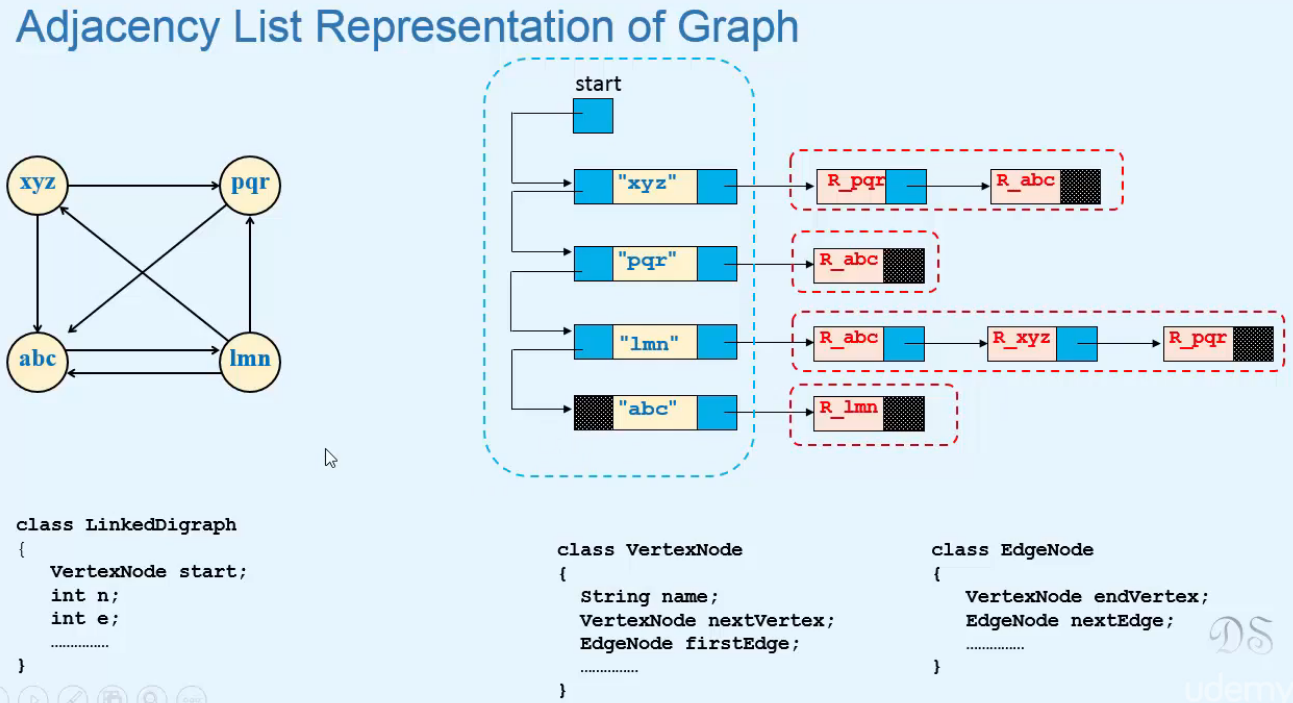 Adjacency List Representation of Graph
start
xyz
pqr
abc
lmn
"xyz"
R_pqr
R_abc
"pqr"
R_abc
"lmn"
R_abc
R_xyz
R_pqr
"abc"
R_lmn
class LinkedDigraph
{
VertexNode start;
int n;
int e;
……………
}
class VertexNode
{
String name;
VertexNode nextVertex;
EdgeNode firstEdge;
……………
}
class EdgeNode
{
VertexNode endVertex;
EdgeNode nextEdge;
……………
}
DS
udemy